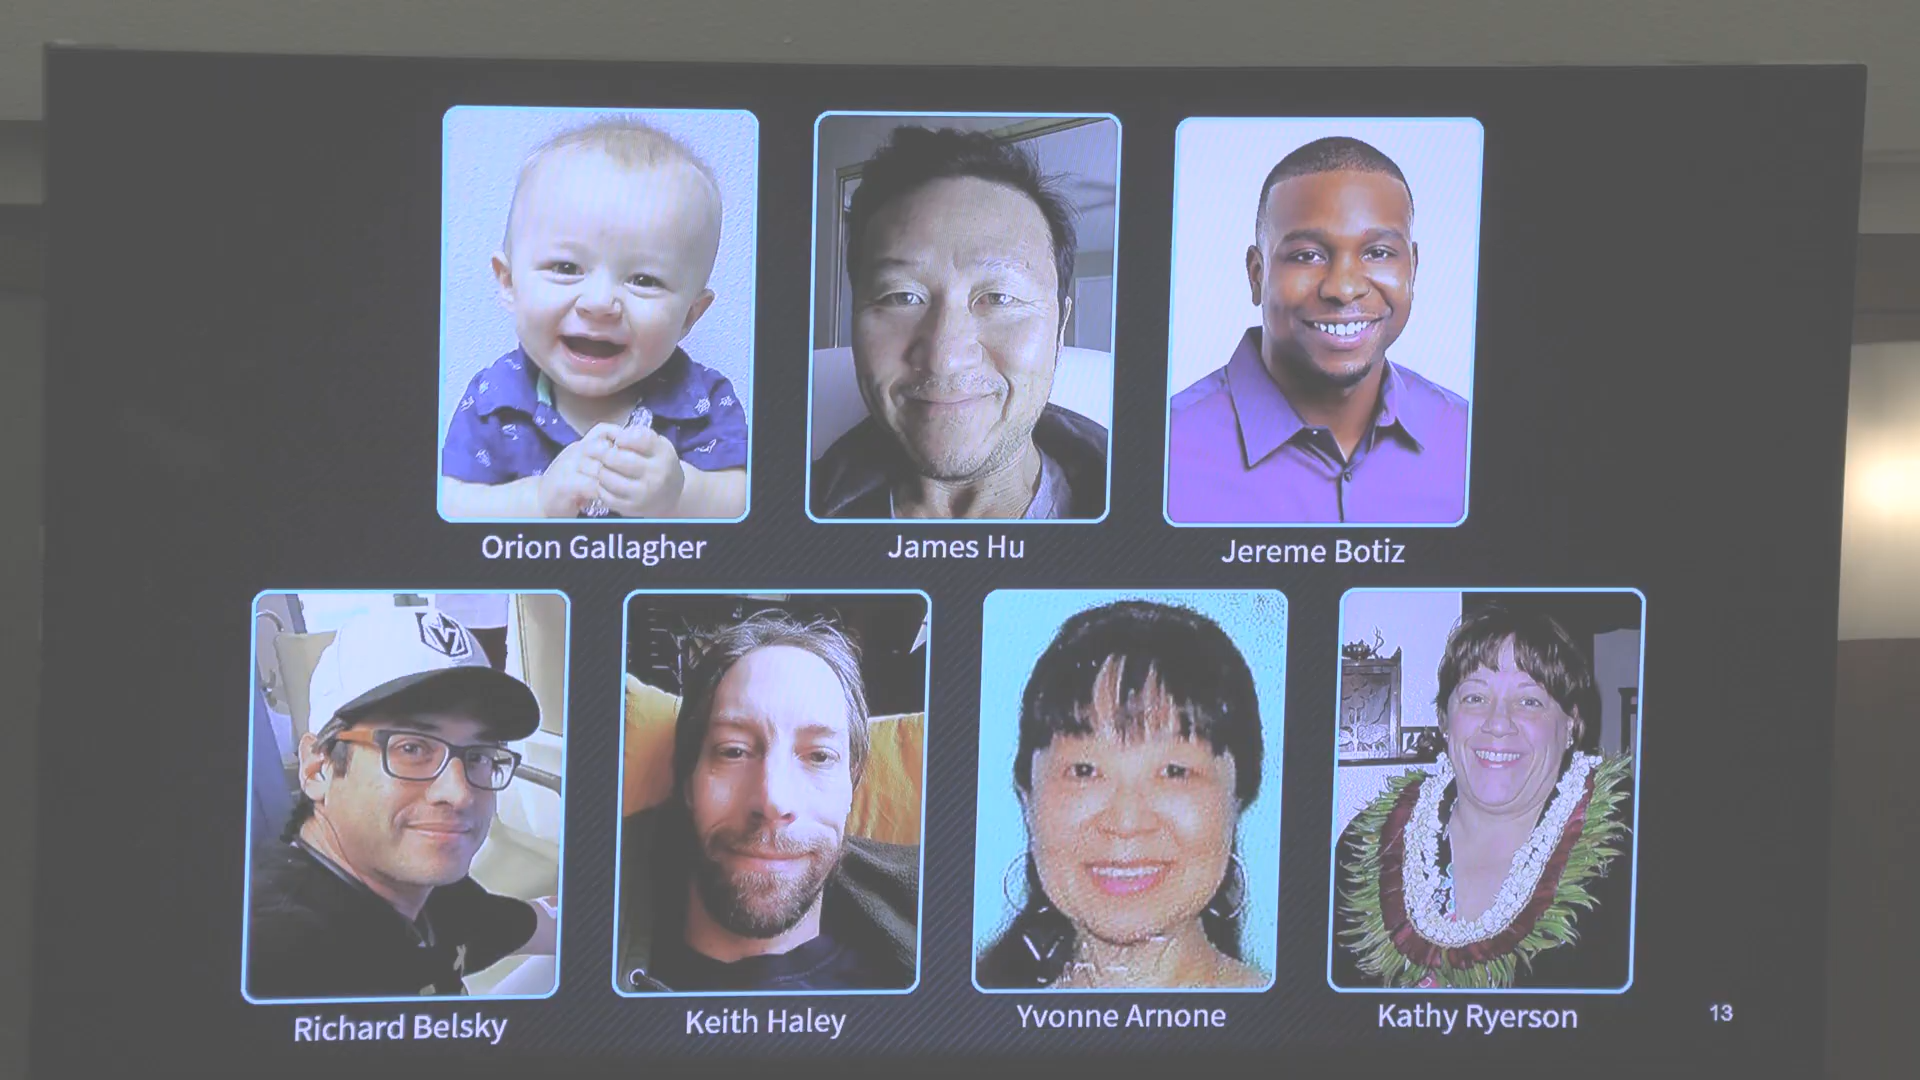 Orion Gallagher
James Hu
Jereme Botiz
Richard Belsky
Keith Haley
Yvonne Arnone
Kathy Ryerson
13